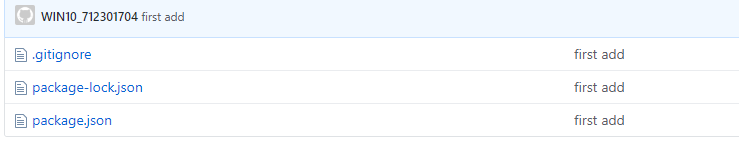 WIN10_712301704 first add
.gitignore first add
package-lock.json first add
package.json first add